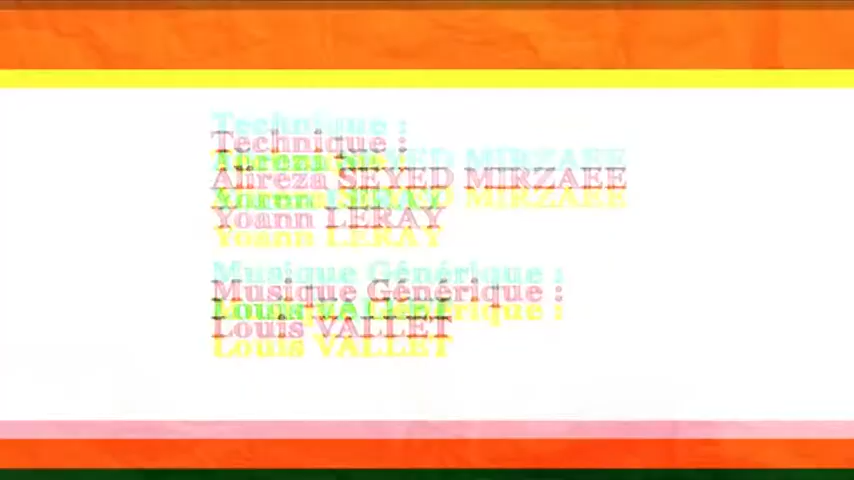 Technique :
Alireza SEYED MIRZAEE
Yoann LERAY
Musique Générique :
Louis VALLET